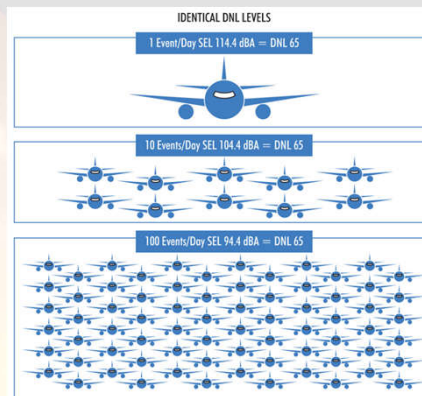 IDENTICAL DNL LEVELS
1 Event/Day SEL 114.4 dBA = DNL 65
10 Events/Day SEL 104.4 dBA = DNL 65
100 Events/Day SEL 94.4 dBA = DNL 65